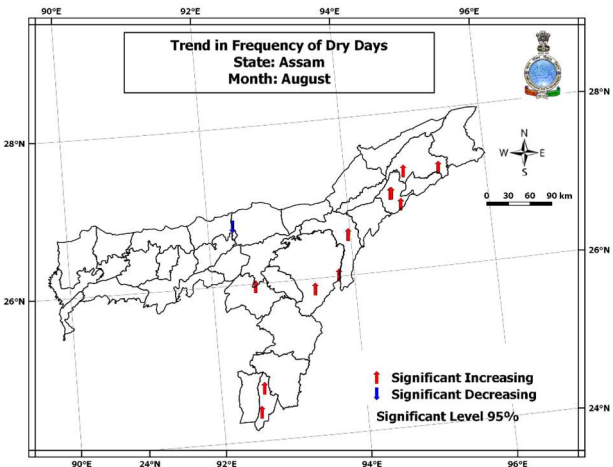 90°E 92°E 94°E 96°E
Trend in Frequency of Dry Days
State: Assam
Month: August
28°N
28°N
N
W E
S
0 30 60 90 km
26°N
26°N
Significant Increasing
Significant Decreasing
Significant Level 95%
24°N
90°E 24°N 92°E 94°E 96°E